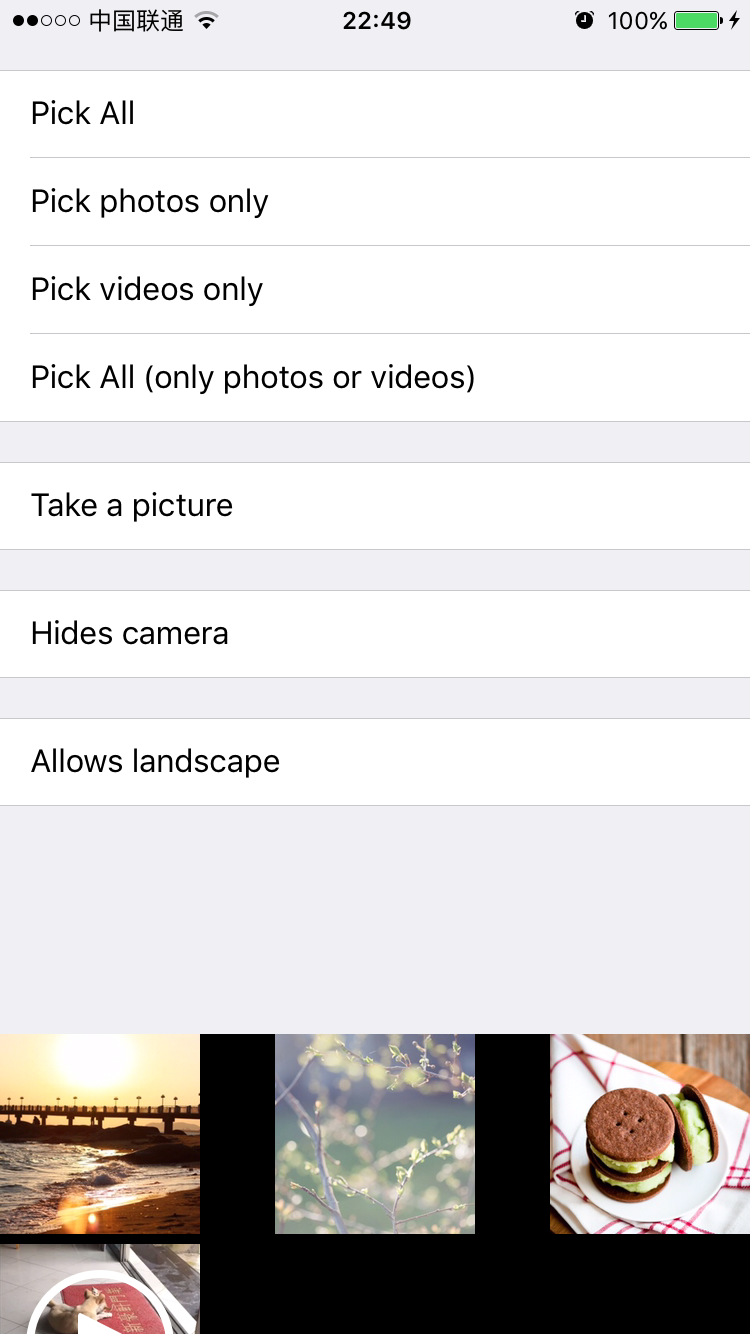 中国联通 22:49 100%
Pick All
Pick photos only
Pick videos only
Pick All (only photos or videos)
Take a picture
Hides camera
Allows landscape